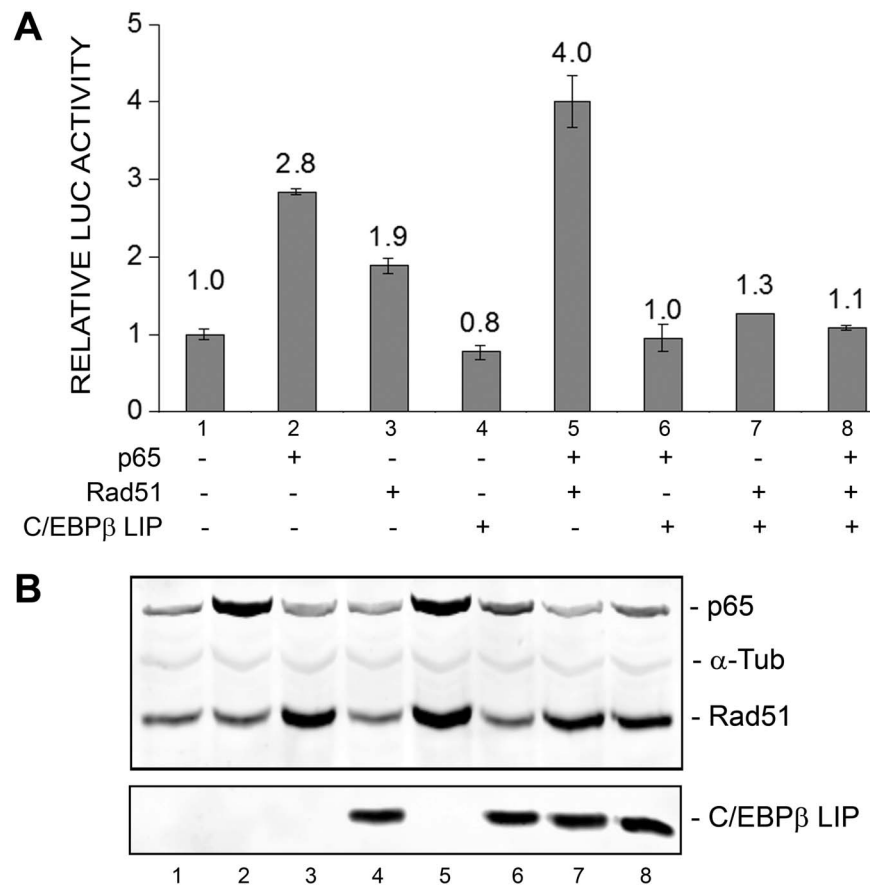 A
RELATIVE LUC ACTIVITY
5
4
3
2
1
0
1.0
2.8
1.9
0.8
4.0
1.0
1.3
1.1
1 2 3 4 5 6 7 8
p65 - + - - + + - +
Rad51 - - + - + - + +
C/EBPβ LIP - - - + - + + +
B
- p65
- α-Tub
- Rad51
- C/EBPβ LIP
1 2 3 4 5 6 7 8